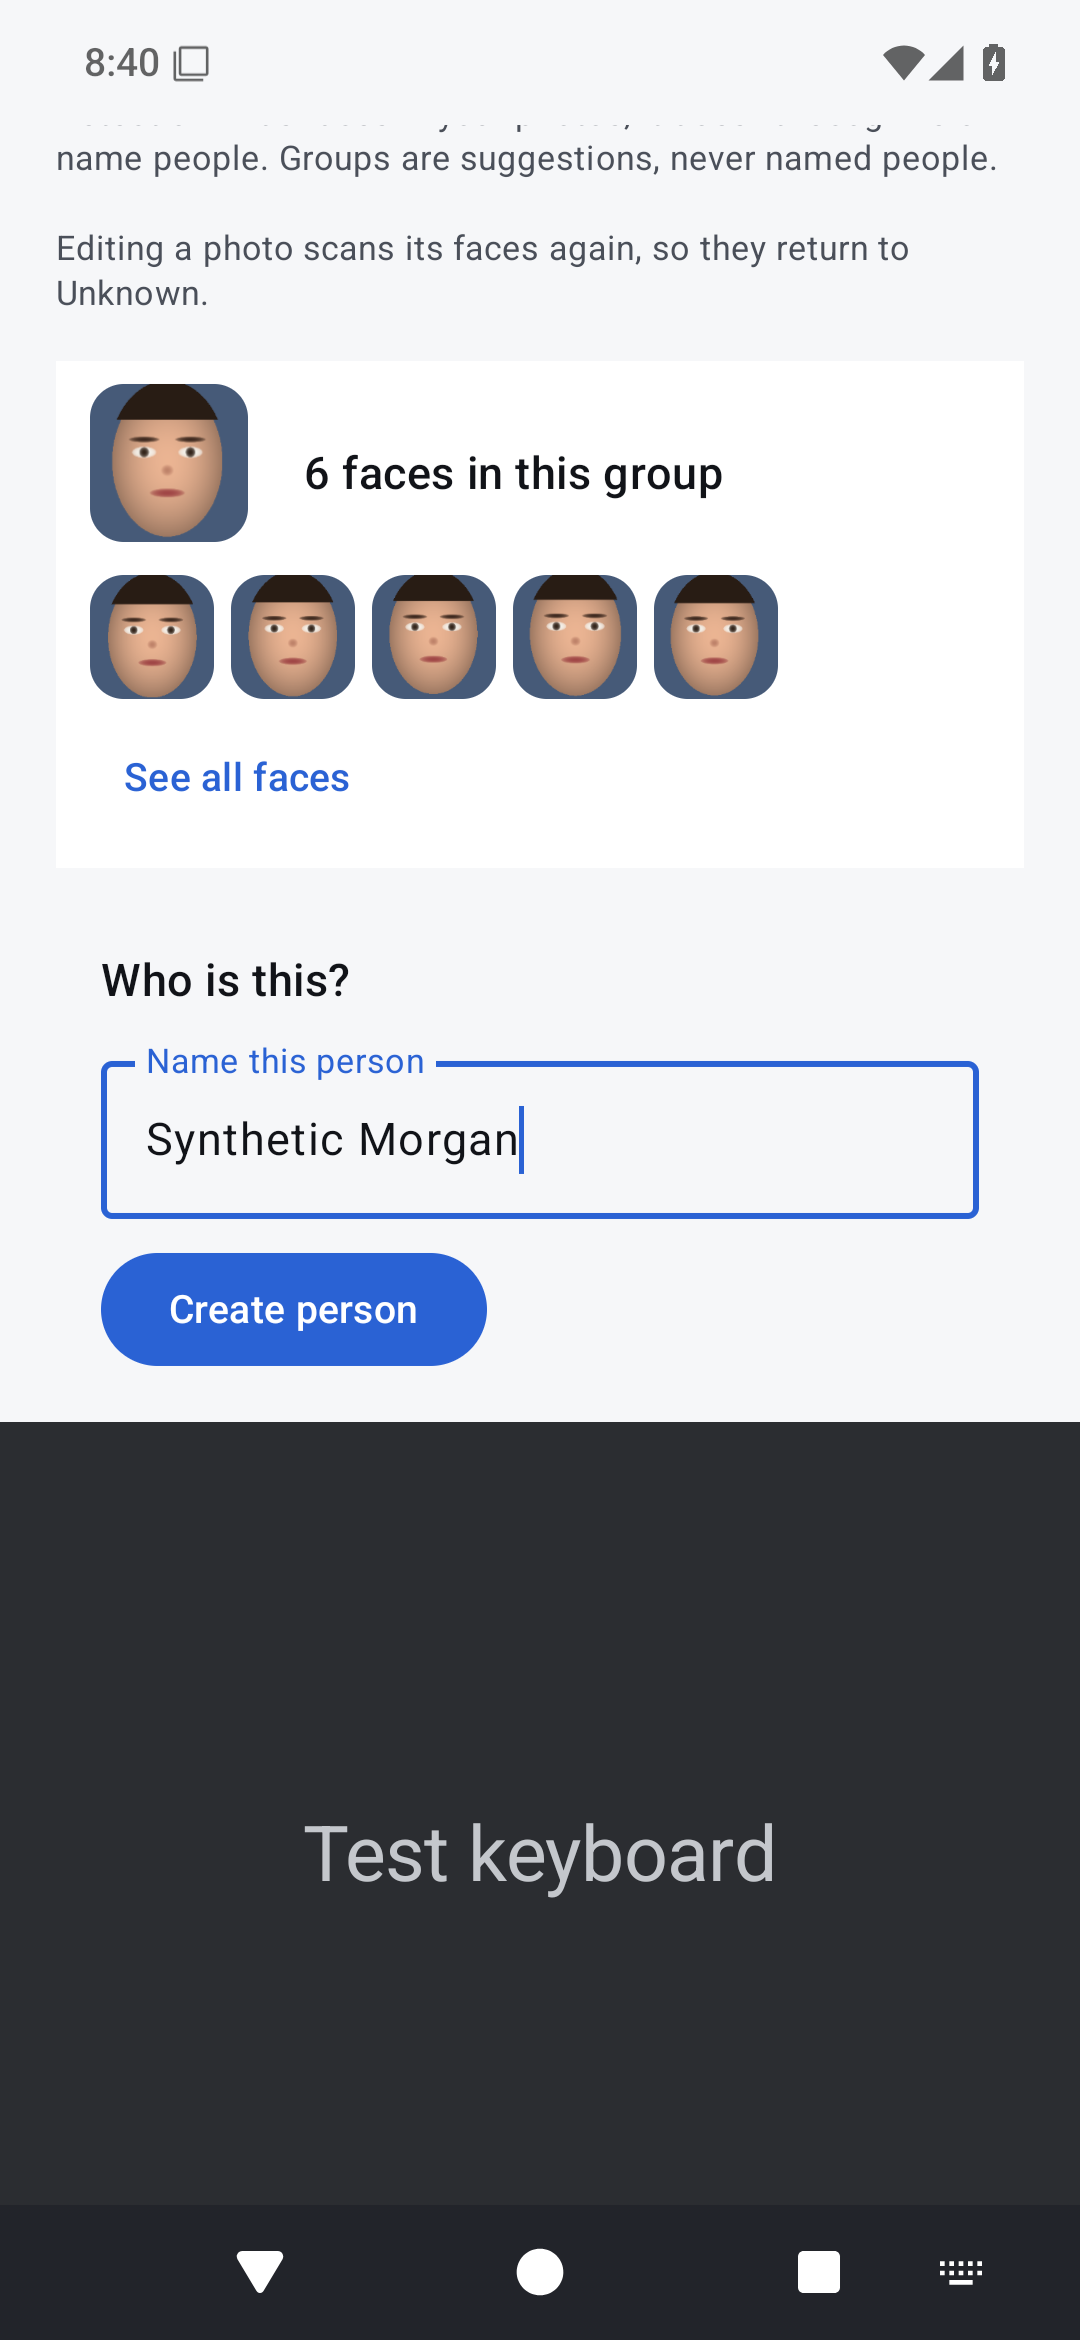 8:40
name people. Groups are suggestions, never named people.
Editing a photo scans its faces again, so they return to
Unknown.
6 faces in this group
See all faces
Who is this?
Name this person
Synthetic Morgan
Create person
Test keyboard